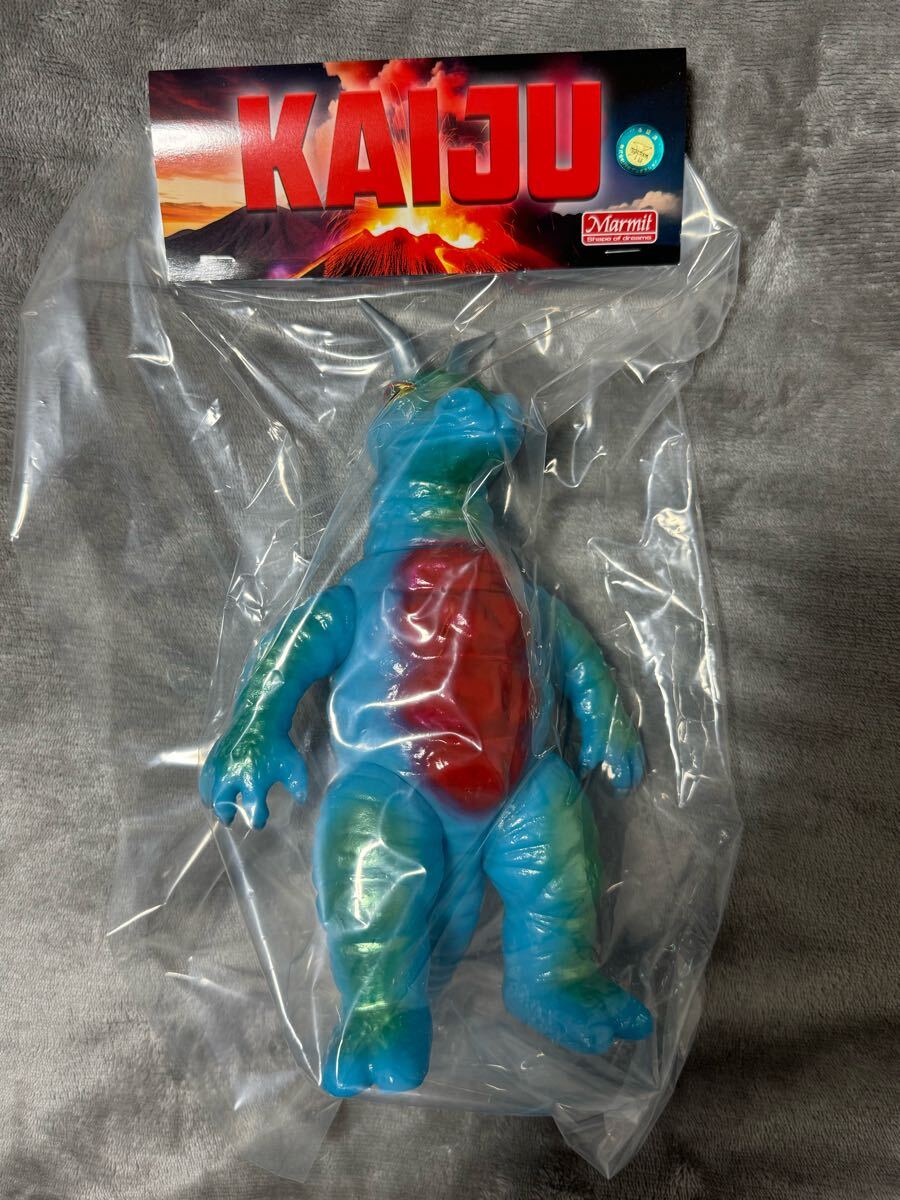 KAIJU
Marmit
Shape of dreams